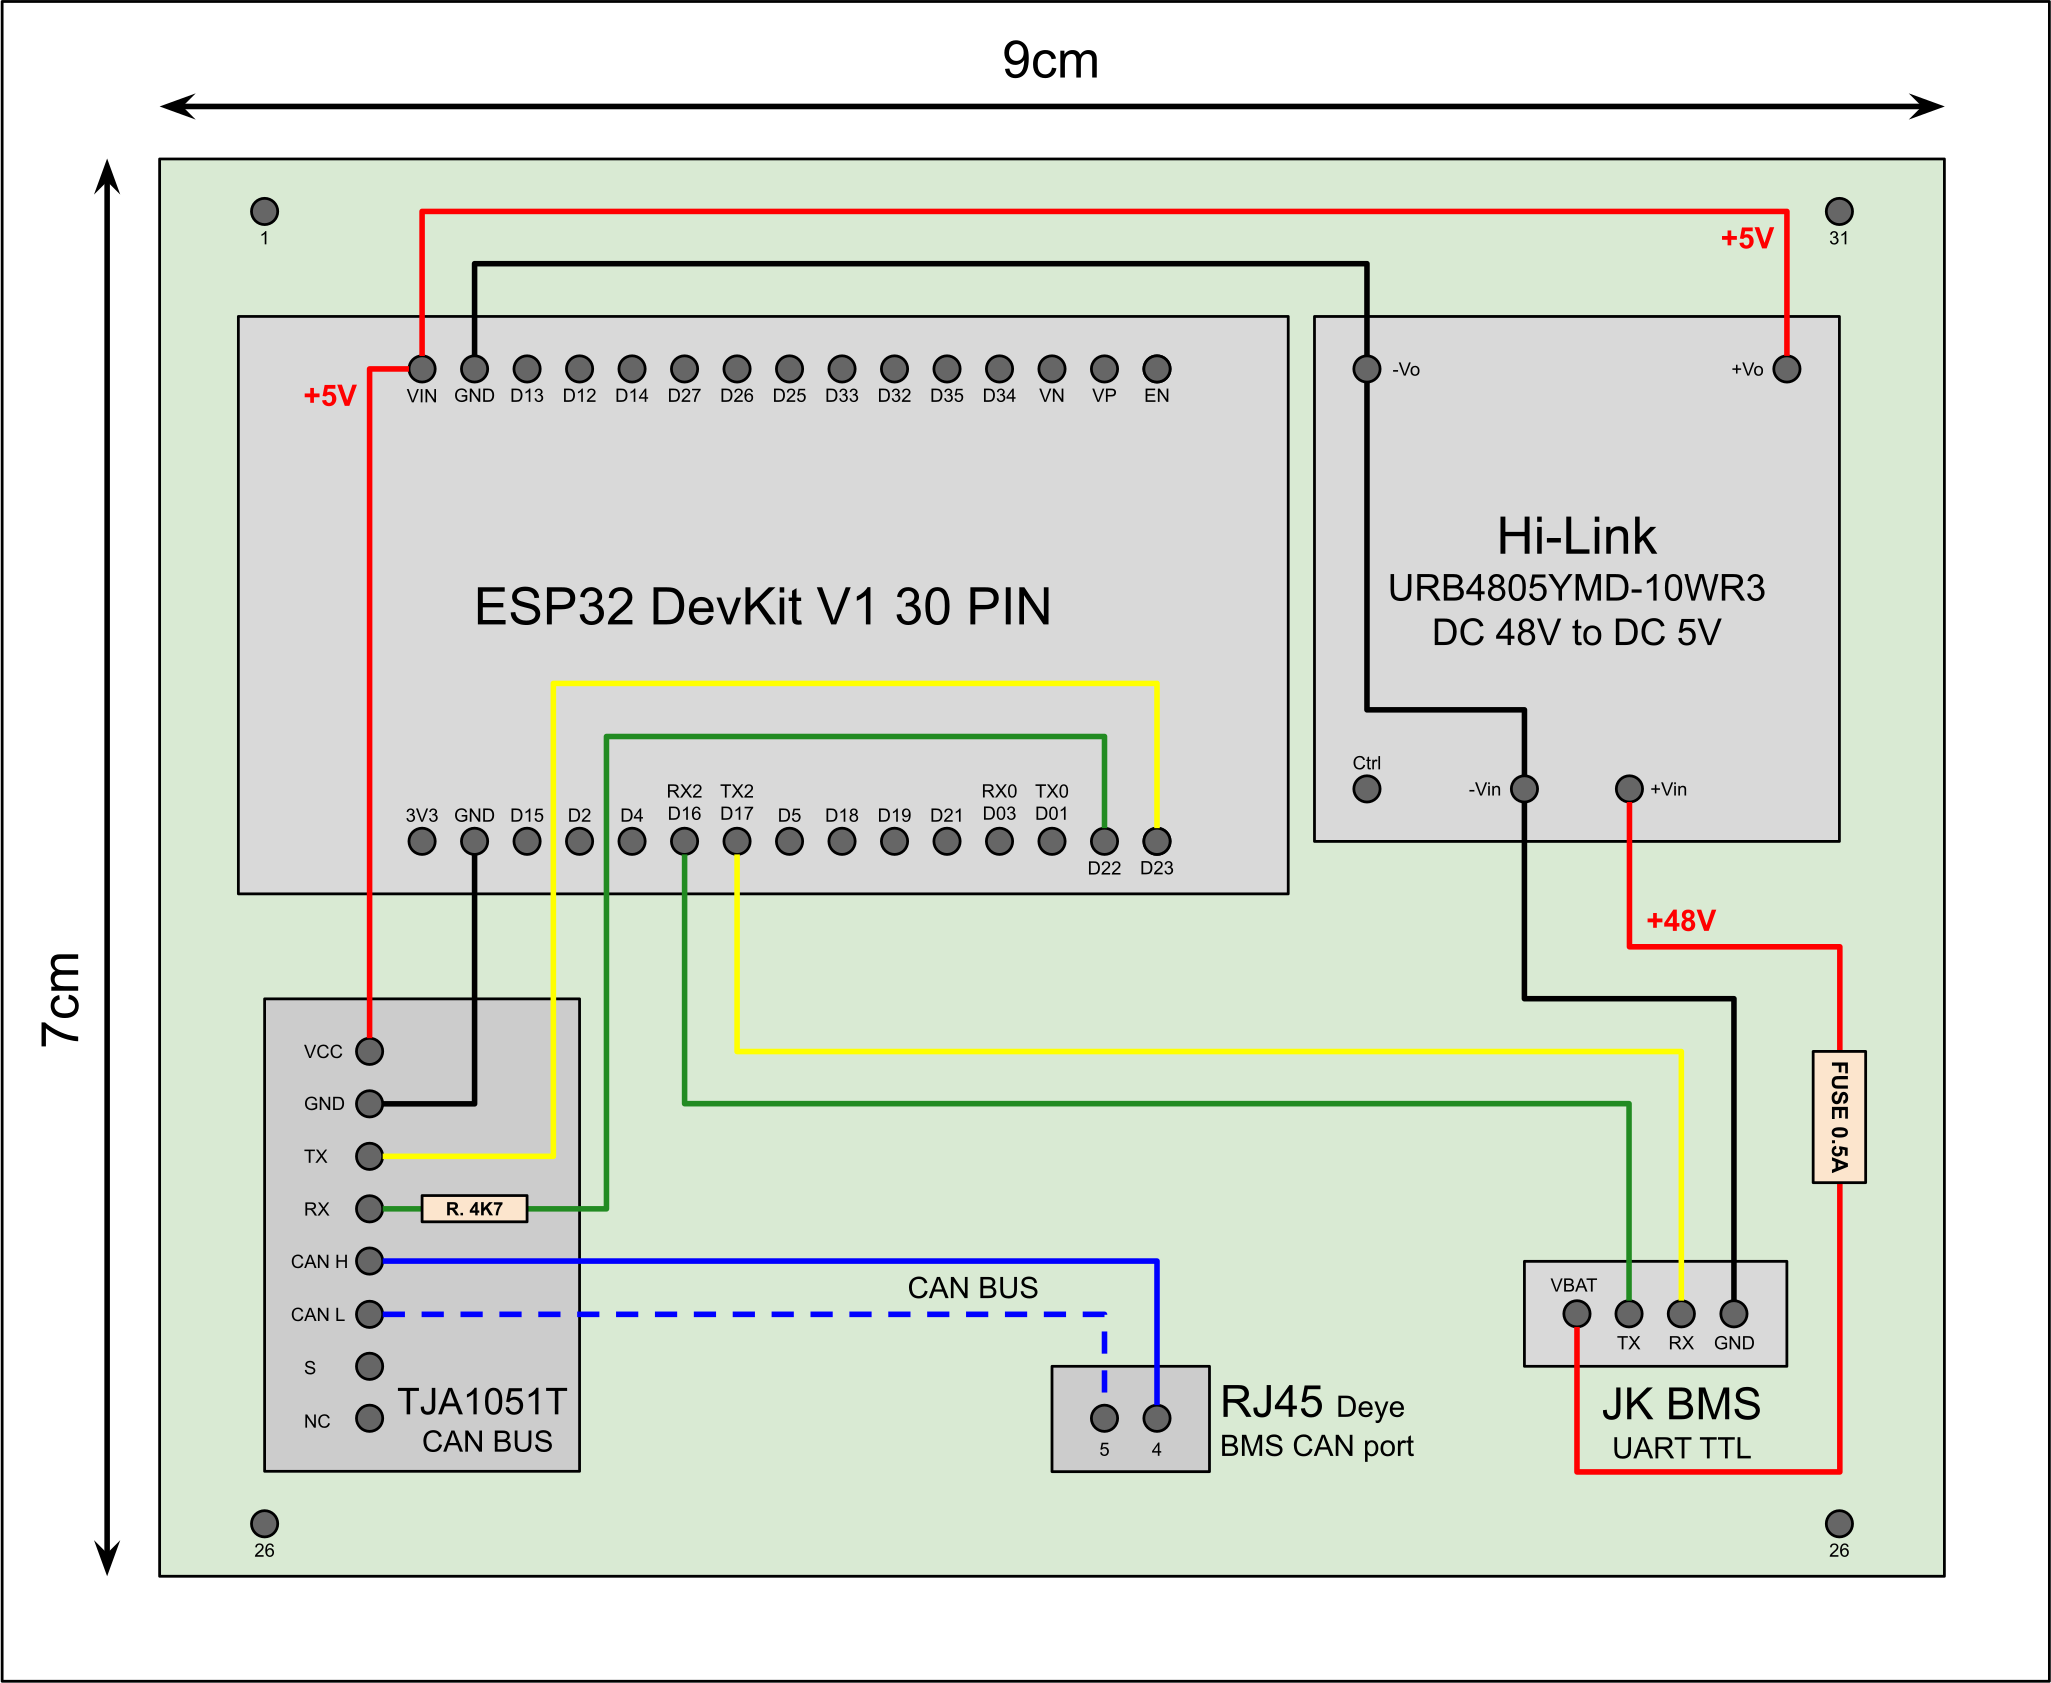 9cm
7cm
1
31
+5V
+5V
VIN GND D13 D12 D14 D27 D26 D25 D33 D32 D35 D34 VN VP EN
-Vo
+Vo
ESP32 DevKit V1 30 PIN
Hi-Link
URB4805YMD-10WR3
DC 48V to DC 5V
RX2 TX2 RX0 TX0
3V3 GND D15 D2 D4 D16 D17 D5 D18 D19 D21 D03 D01
D22 D23
Ctrl
-Vin
+Vin
+48V
FUSE 0.5A
VCC
GND
TX
RX
R. 4K7
CAN H
CAN L
S
NC
TJA1051T
CAN BUS
CAN BUS
5 4
RJ45 Deye
BMS CAN port
VBAT
TX RX GND
JK BMS
UART TTL
26
26